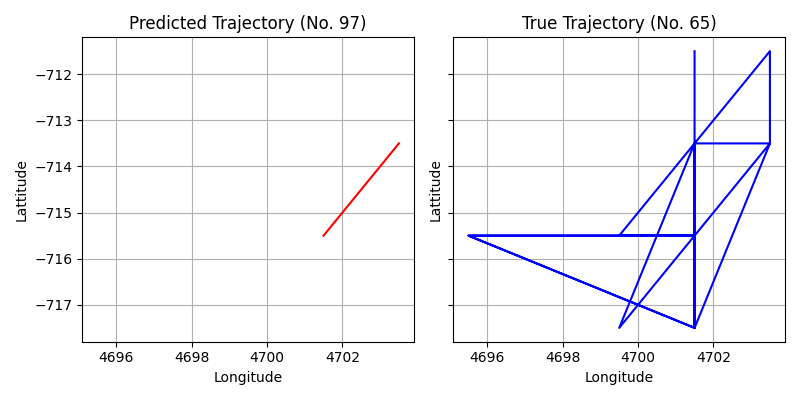 Predicted Trajectory (No. 97)
True Trajectory (No. 65)
Lattitude
−712
−713
−714
−715
−716
−717
4696
4698
4700
4702
Longitude
Lattitude
4696
4698
4700
4702
Longitude